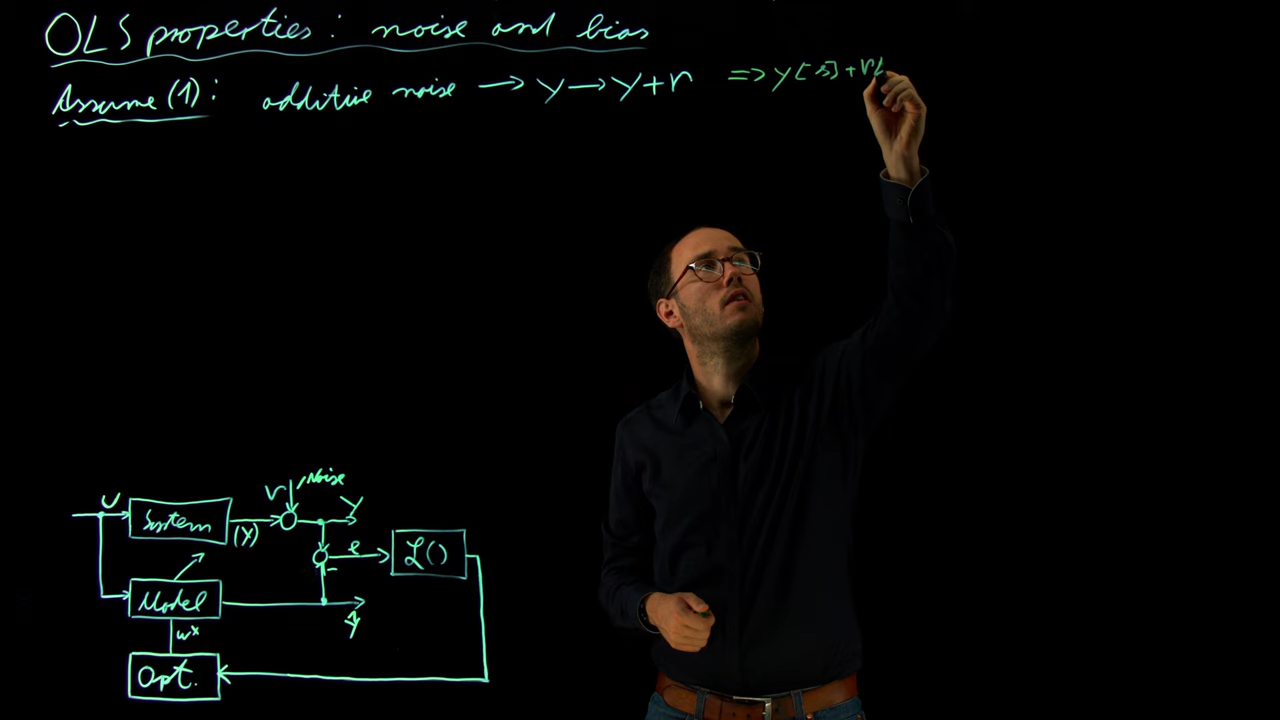 OLS properties: noise and bias
Assume (1): additive noise → y → y + r ⇒ y[s] + r[
r Noise
U System (X) y
e ℒ()
-
Model ŷ
w*
Opt.